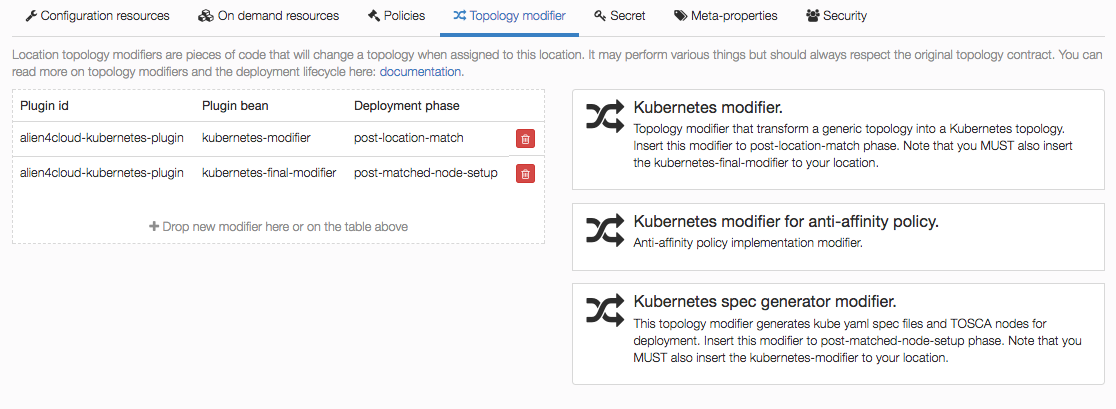 Configuration resources On demand resources Policies Topology modifier Secret Meta-properties Security
Location topology modifiers are pieces of code that will change a topology when assigned to this location. It may perform various things but should always respect the original topology contract. You can
read more on topology modifiers and the deployment lifecycle here: documentation.
Plugin id Plugin bean Deployment phase
alien4cloud-kubernetes-plugin kubernetes-modifier post-location-match
alien4cloud-kubernetes-plugin kubernetes-final-modifier post-matched-node-setup
+ Drop new modifier here or on the table above
Kubernetes modifier.
Topology modifier that transform a generic topology into a Kubernetes topology.
Insert this modifier to post-location-match phase. Note that you MUST also insert
the kubernetes-final-modifier to your location.
Kubernetes modifier for anti-affinity policy.
Anti-affinity policy implementation modifier.
Kubernetes spec generator modifier.
This topology modifier generates kube yaml spec files and TOSCA nodes for
deployment. Insert this modifier to post-matched-node-setup phase. Note that you
MUST also insert the kubernetes-modifier to your location.